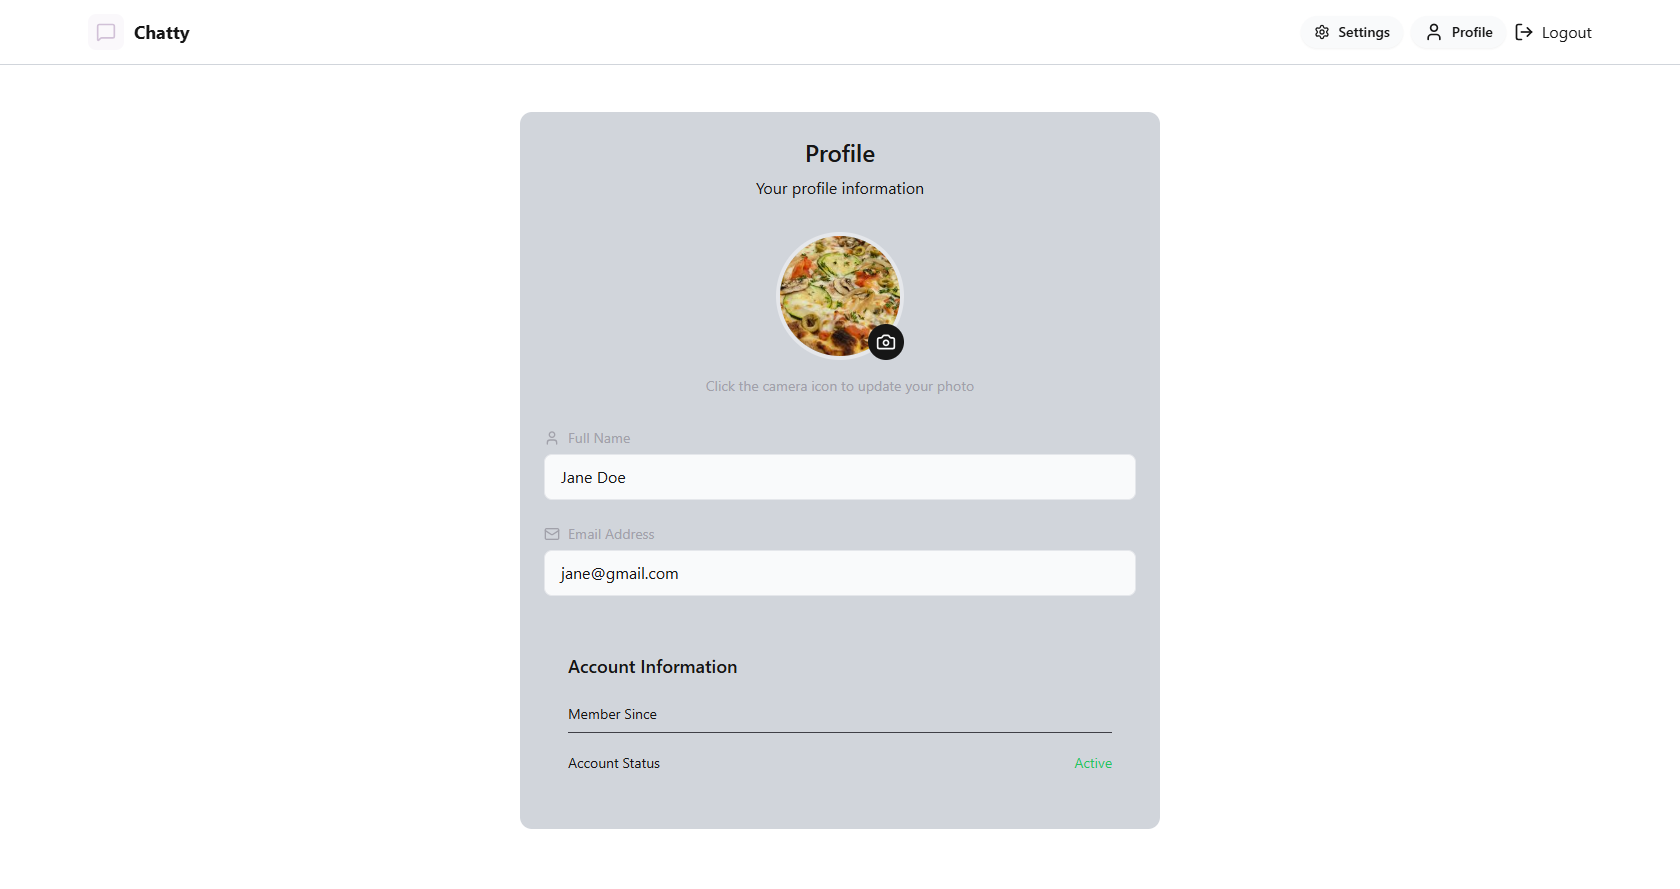 Chatty
Settings
Profile
Logout
Profile
Your profile information
Click the camera icon to update your photo
Full Name
Jane Doe
Email Address
jane@gmail.com
Account Information
Member Since
Account Status
Active